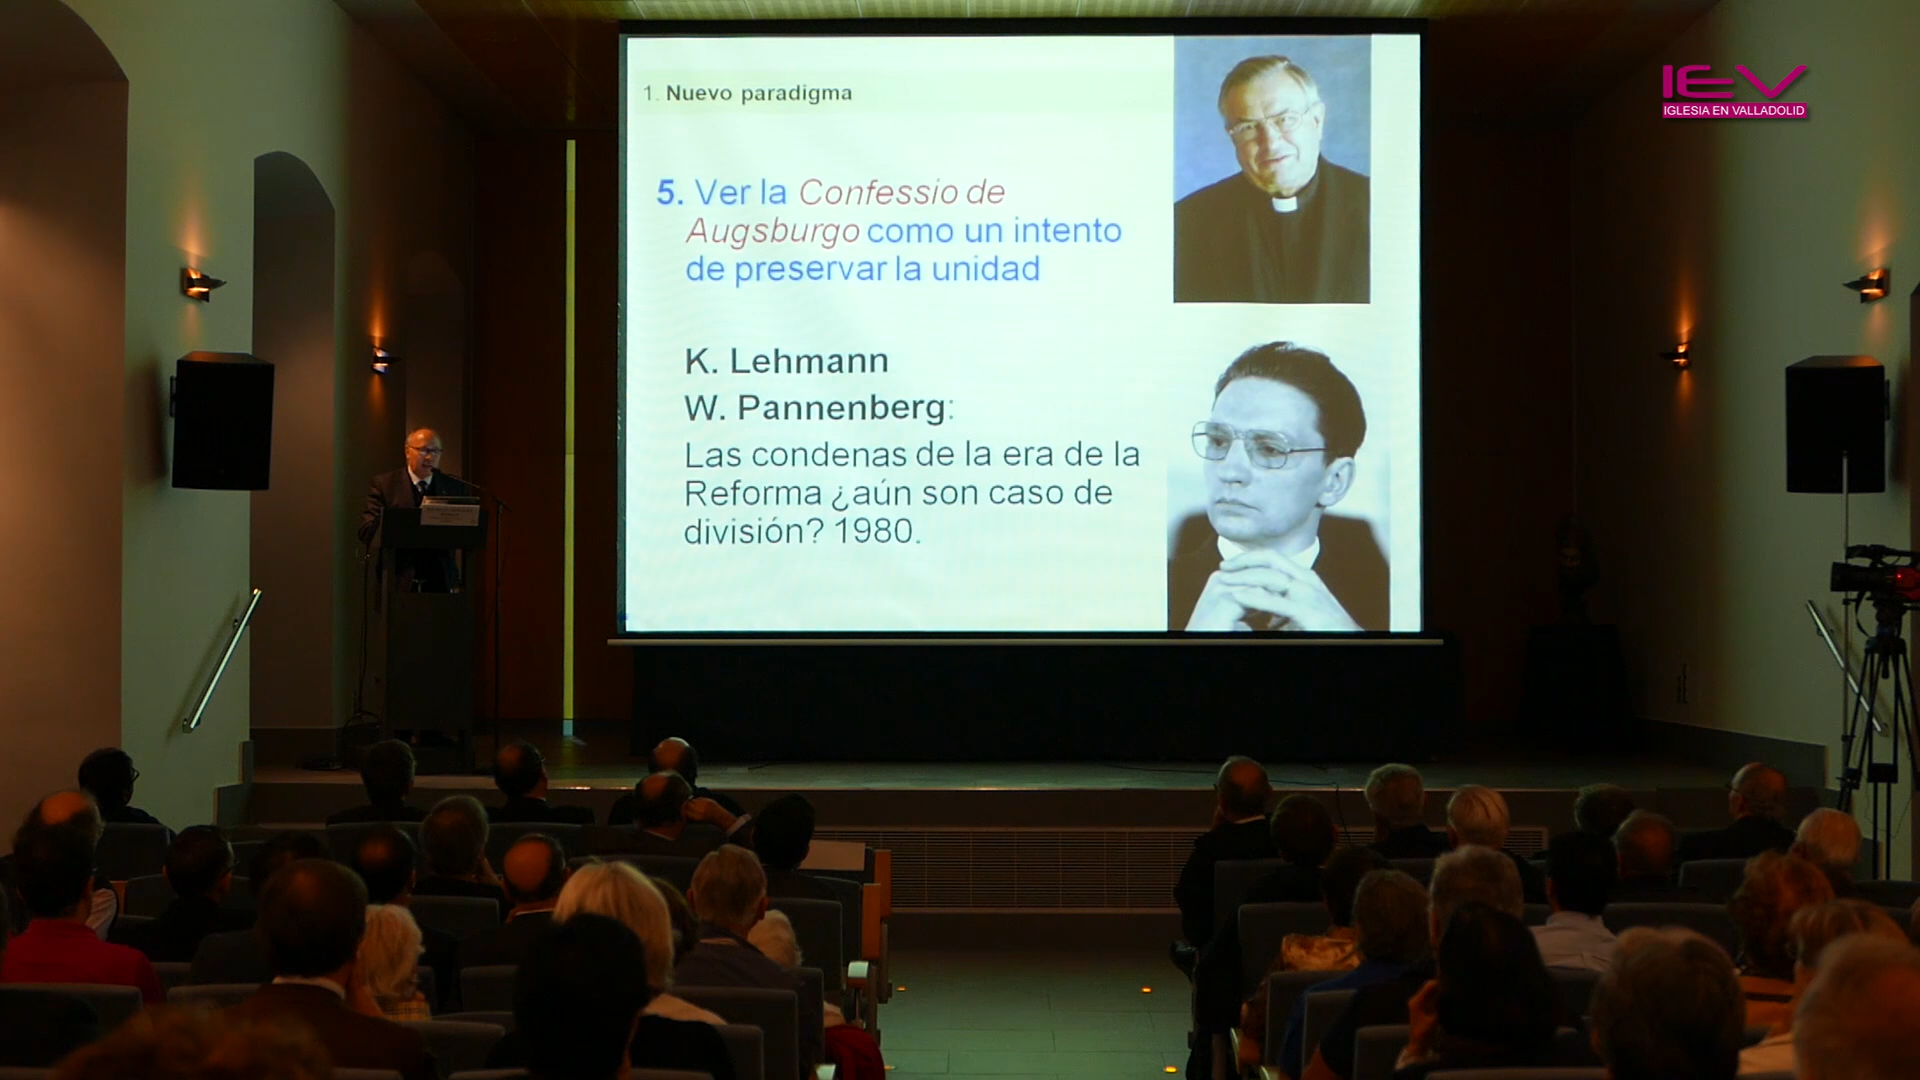 1. Nuevo paradigma
5. Ver la Confessio de
Augsburgo como un intento
de preservar la unidad
K. Lehmann
W. Pannenberg:
Las condenas de la era de la
Reforma ¿aún son caso de
división? 1980.
IEV
IGLESIA EN VALLADOLID